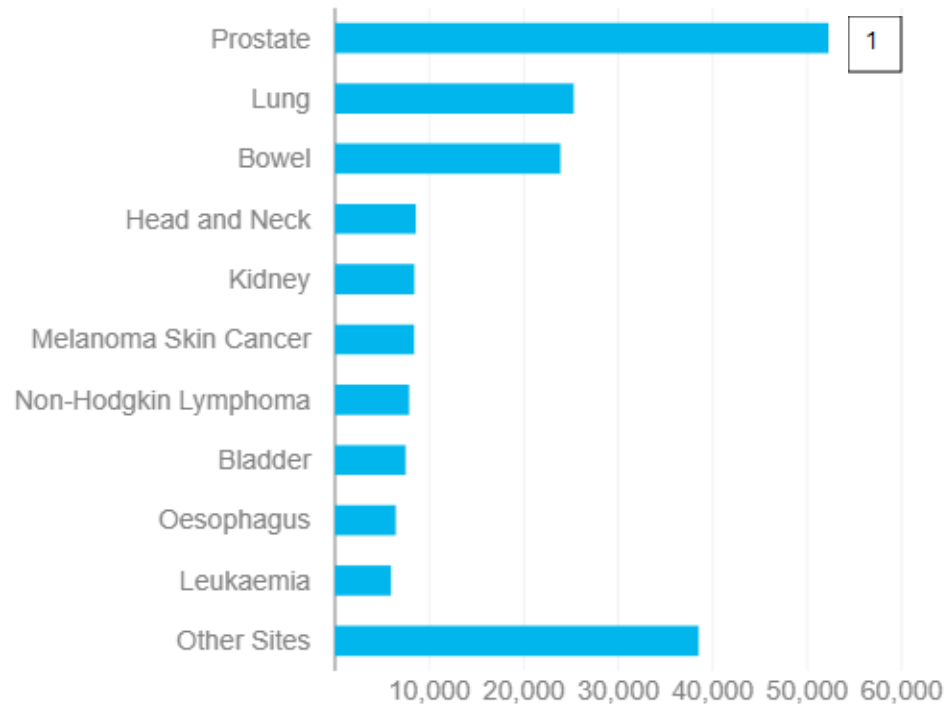 Prostate
1
Lung
Bowel
Head and Neck
Kidney
Melanoma Skin Cancer
Non-Hodgkin Lymphoma
Bladder
Oesophagus
Leukaemia
Other Sites
10,000 20,000 30,000 40,000 50,000 60,000